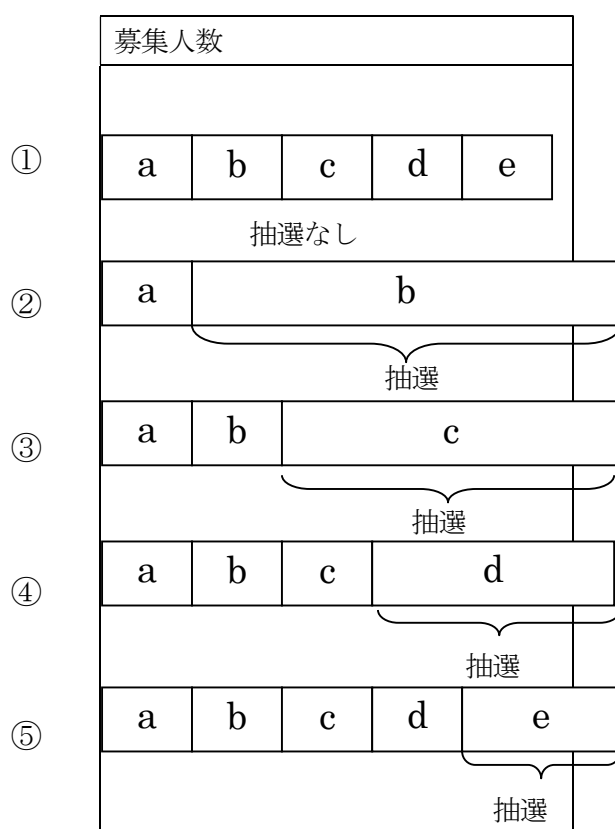 募集人数
① a b c d e
抽選なし
② a b
抽選
③ a b c
抽選
④ a b c d
抽選
⑤ a b c d e
抽選